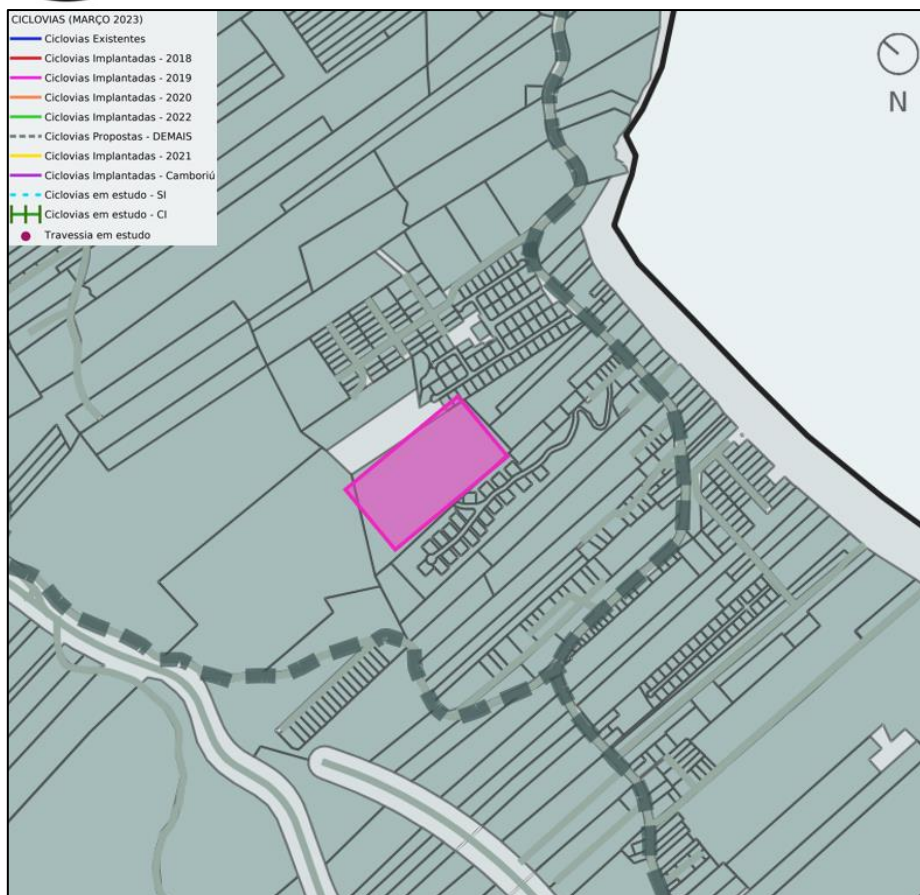 CICLOVIAS (MARÇO 2023)
Ciclovias Existentes
Ciclovias Implantadas - 2018
Ciclovias Implantadas - 2019
Ciclovias Implantadas - 2020
Ciclovias Implantadas - 2022
Ciclovias Propostas - DEMAIS
Ciclovias Implantadas - 2021
Ciclovias Implantadas - Camboriú
Ciclovias em estudo - SI
Ciclovias em estudo - CI
Travessia em estudo
N